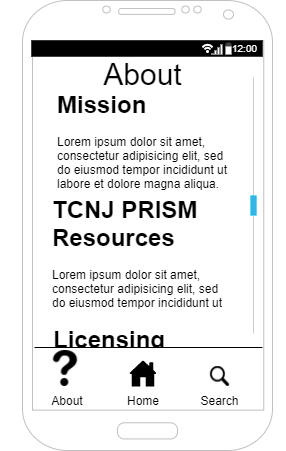 12:00
About
Mission
Lorem ipsum dolor sit amet,
consectetur adipisicing elit, sed
do eiusmod tempor incididunt ut
labore et dolore magna aliqua.
TCNJ PRISM
Resources
Lorem ipsum dolor sit amet,
consectetur adipisicing elit, sed
do eiusmod tempor incididunt ut
Licensing
?
About Home Search